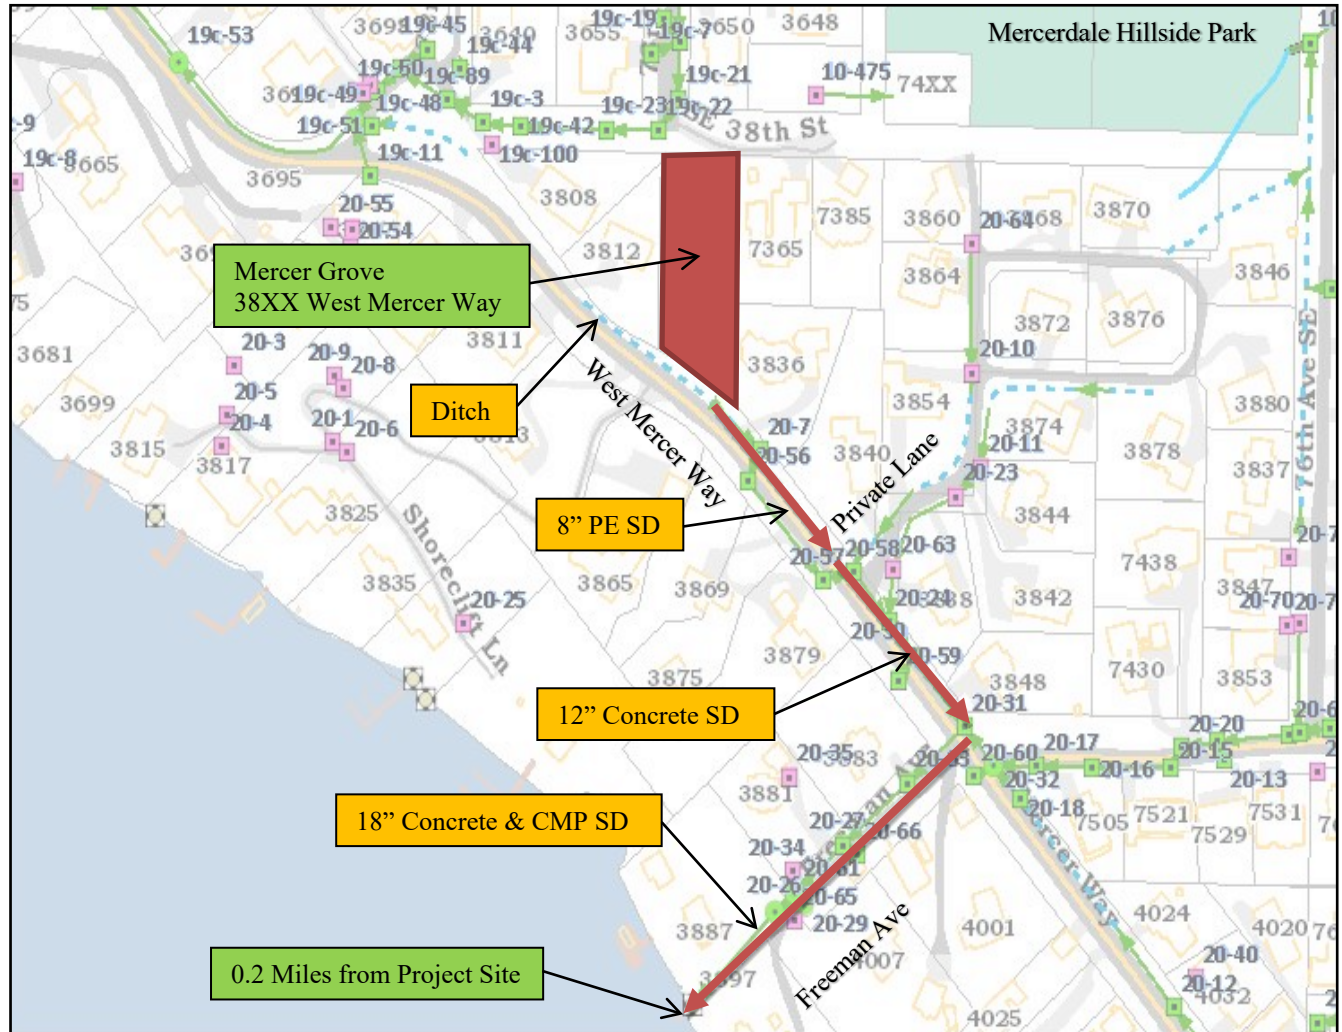 19c-53
3698
19c-45
3640
19c-44
3655
19c-19
19c-7
3650
3648
Mercerdale Hillside Park
19c-50
19c-89
19c-21
10-475
74XX
19c-49
19c-48
19c-3
19c-23
19c-22
19c-51
19c-42
SE 38th St
19c-100
19c-11
19c-8
3665
3695
3808
20-55
20-54
3812
7365
7385
3860
20-64
3868
3870
Mercer Grove
38XX West Mercer Way
3864
3846
3872
3876
3681
20-3
20-9
20-8
3811
3836
20-10
76th Ave SE
3699
20-5
20-4
20-1
20-6
Ditch
West Mercer Way
3854
3874
3880
3815
3817
3813
20-7
20-56
3840
Private Lane
20-11
20-23
3878
3837
3825
8” PE SD
3844
Shorecliff Ln
20-57
20-58
20-63
7438
3835
3865
3869
20-24
3842
3847
20-25
20-70
3879
20-59
7430
3875
3848
3853
12” Concrete SD
20-31
20-20
20-35
3883
20-60
20-17
20-15
20-32
20-16
20-13
3881
20-18
18” Concrete & CMP SD
20-27
20-66
7505
7521
7531
7529
20-34
Mercer Way
20-26
20-65
20-29
3887
Freeman Ave
4001
4024
4020
0.2 Miles from Project Site
3897
4007
20-40
20-12
4032
4025